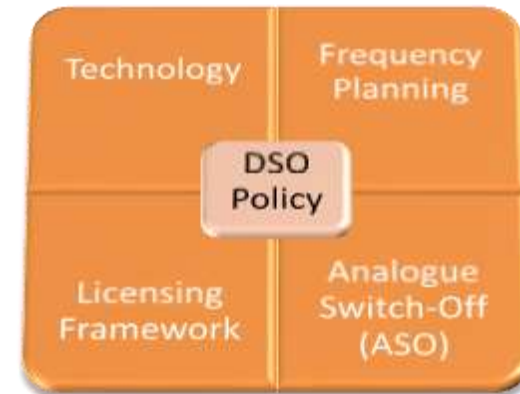 Technology
Frequency
Planning
DSO
Policy
Licensing
Framework
Analogue
Switch-Off
(ASO)